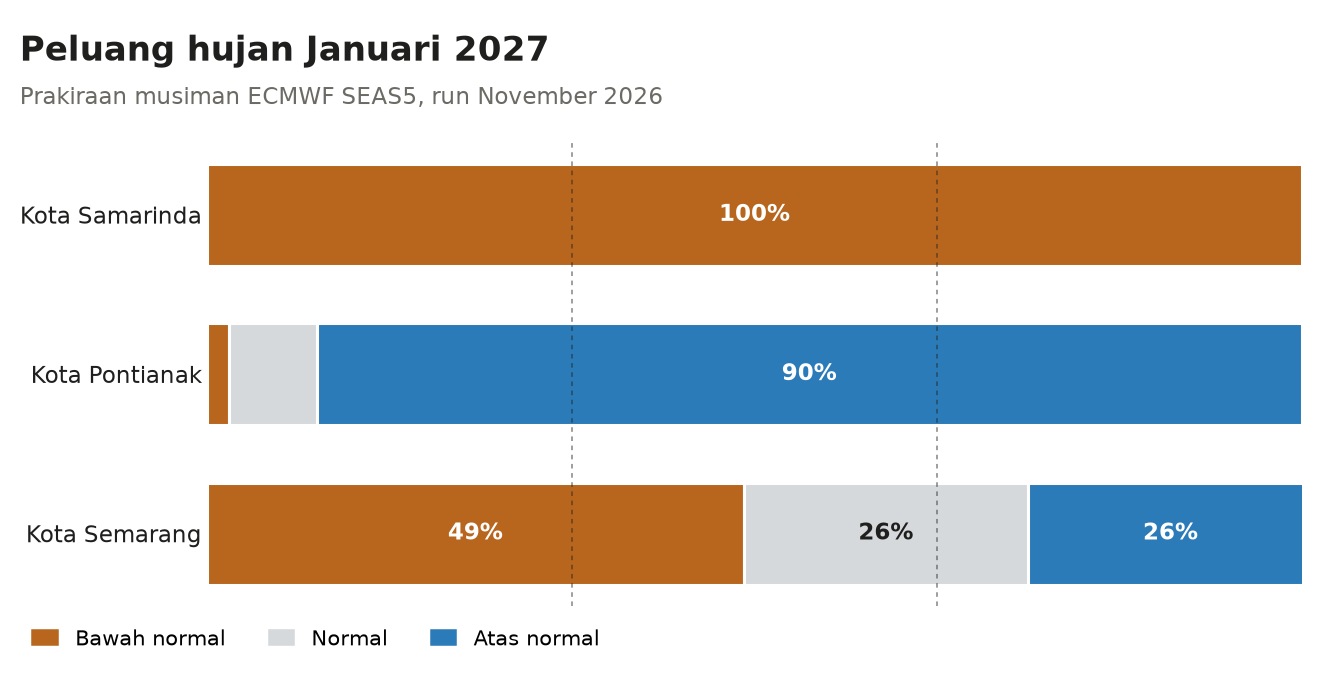 Peluang hujan Januari 2027
Prakiraan musiman ECMWF SEAS5, run November 2026
Kota Samarinda 100%
Kota Pontianak 90%
Kota Semarang 49% 26% 26%
Bawah normal Normal Atas normal